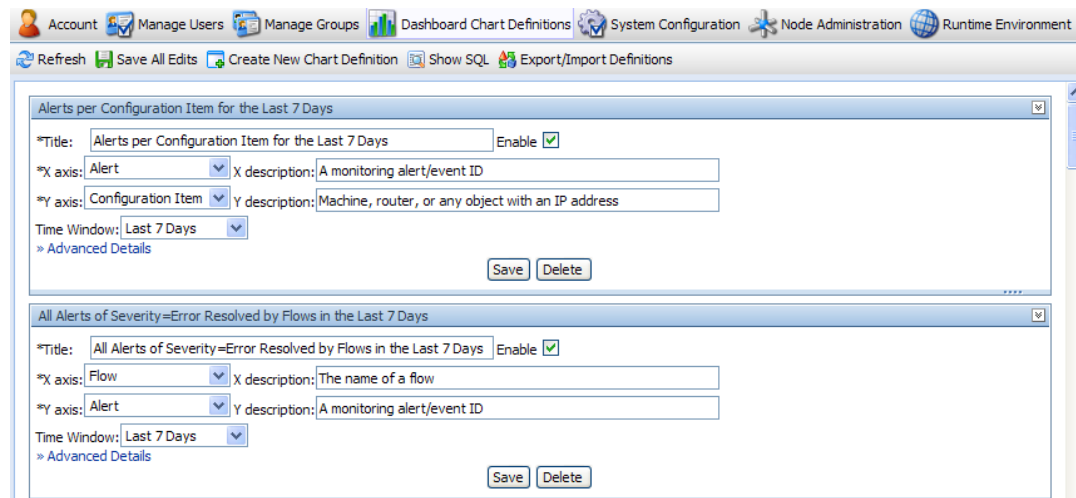 Account Manage Users Manage Groups Dashboard Chart Definitions System Configuration Node Administration Runtime Environment
Refresh Save All Edits Create New Chart Definition Show SQL Export/Import Definitions
Alerts per Configuration Item for the Last 7 Days
*Title: Alerts per Configuration Item for the Last 7 Days Enable
*X axis: Alert X description: A monitoring alert/event ID
*Y axis: Configuration Item Y description: Machine, router, or any object with an IP address
Time Window: Last 7 Days
» Advanced Details
Save Delete
All Alerts of Severity=Error Resolved by Flows in the Last 7 Days
*Title: All Alerts of Severity=Error Resolved by Flows in the Last 7 Days Enable
*X axis: Flow X description: The name of a flow
*Y axis: Alert Y description: A monitoring alert/event ID
Time Window: Last 7 Days
» Advanced Details
Save Delete